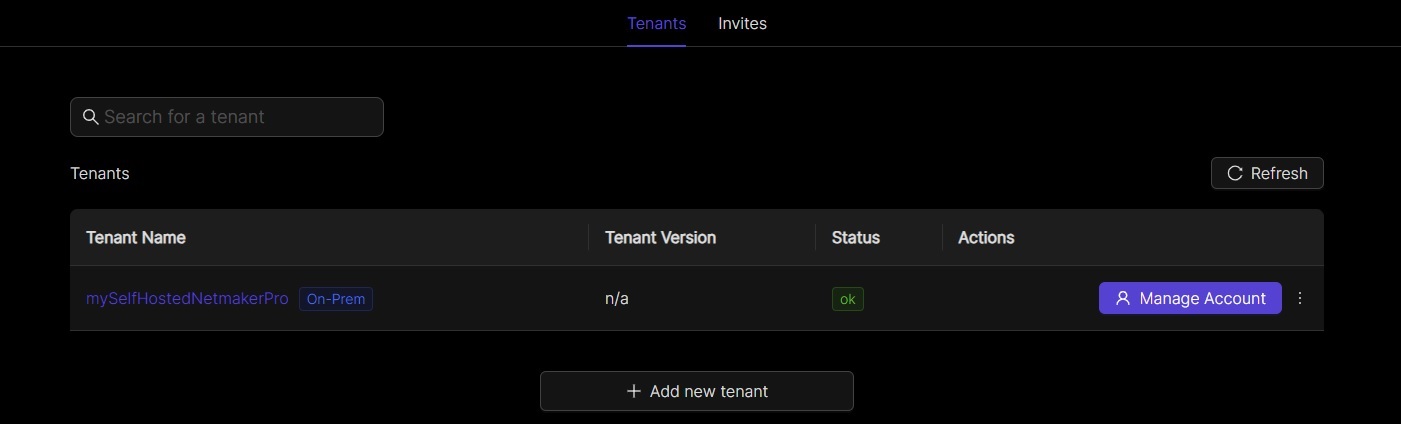 Tenants Invites
Search for a tenant
Tenants Refresh
Tenant Name Tenant Version Status Actions
mySelfHostedNetmakerPro On-Prem n/a ok Manage Account
+ Add new tenant